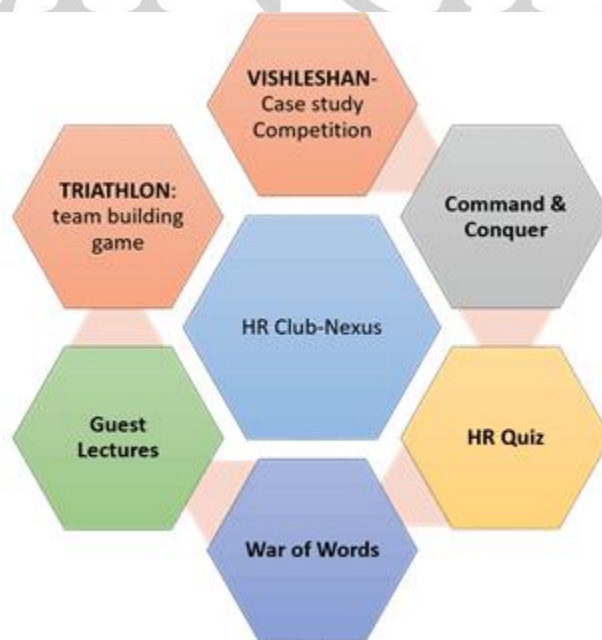 VISHLESHAN-
Case study
Competition
TRIATHLON:
team building
game
Command &
Conquer
HR Club-Nexus
Guest
Lectures
HR Quiz
War of Words